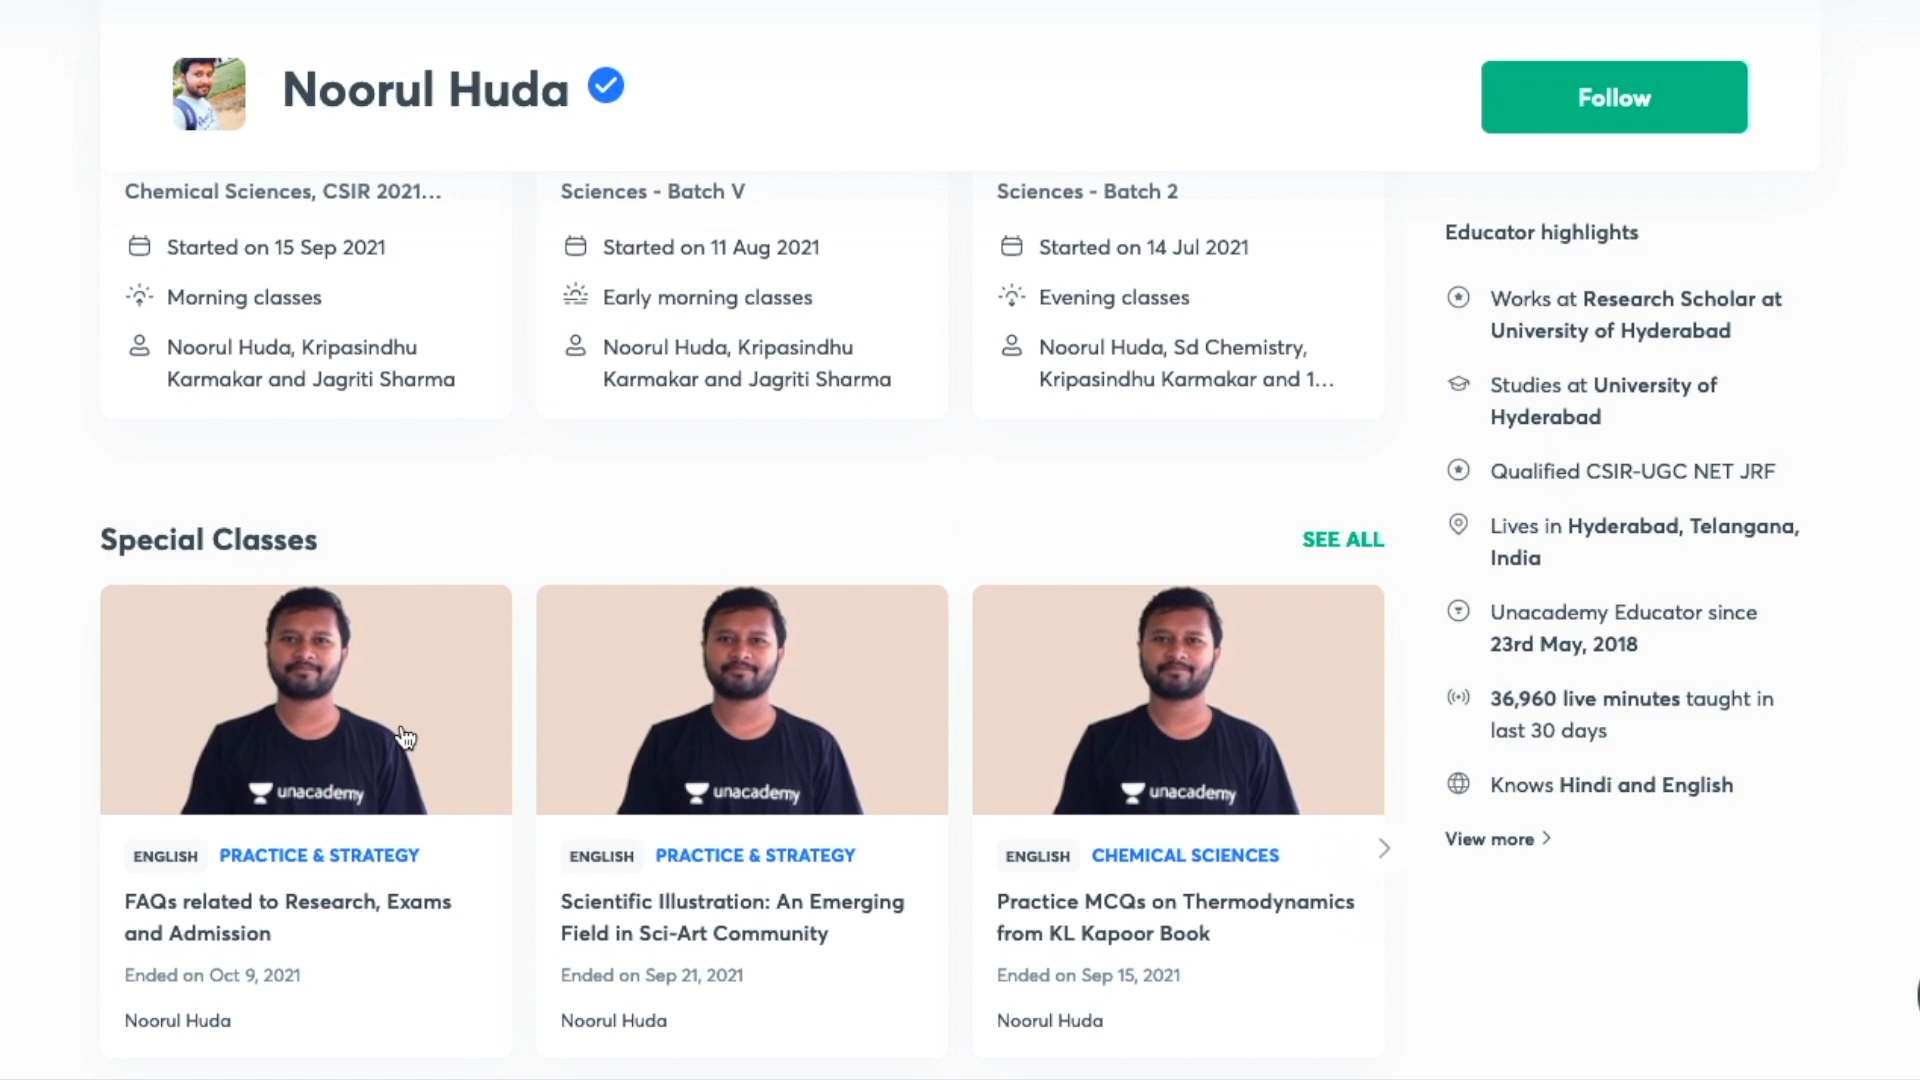 Noorul Huda
Follow
Chemical Sciences, CSIR 2021...
Started on 15 Sep 2021
Morning classes
Noorul Huda, Kripasindhu
Karmakar and Jagriti Sharma
Sciences - Batch V
Started on 11 Aug 2021
Early morning classes
Noorul Huda, Kripasindhu
Karmakar and Jagriti Sharma
Sciences - Batch 2
Started on 14 Jul 2021
Evening classes
Noorul Huda, Sd Chemistry,
Kripasindhu Karmakar and 1...
Educator highlights
Works at Research Scholar at
University of Hyderabad
Studies at University of
Hyderabad
Qualified CSIR-UGC NET JRF
Lives in Hyderabad, Telangana,
India
Unacademy Educator since
23rd May, 2018
36,960 live minutes taught in
last 30 days
Knows Hindi and English
View more
Special Classes
SEE ALL
unacademy
ENGLISH PRACTICE & STRATEGY
FAQs related to Research, Exams
and Admission
Ended on Oct 9, 2021
Noorul Huda
unacademy
ENGLISH PRACTICE & STRATEGY
Scientific Illustration: An Emerging
Field in Sci-Art Community
Ended on Sep 21, 2021
Noorul Huda
unacademy
ENGLISH CHEMICAL SCIENCES
Practice MCQs on Thermodynamics
from KL Kapoor Book
Ended on Sep 15, 2021
Noorul Huda